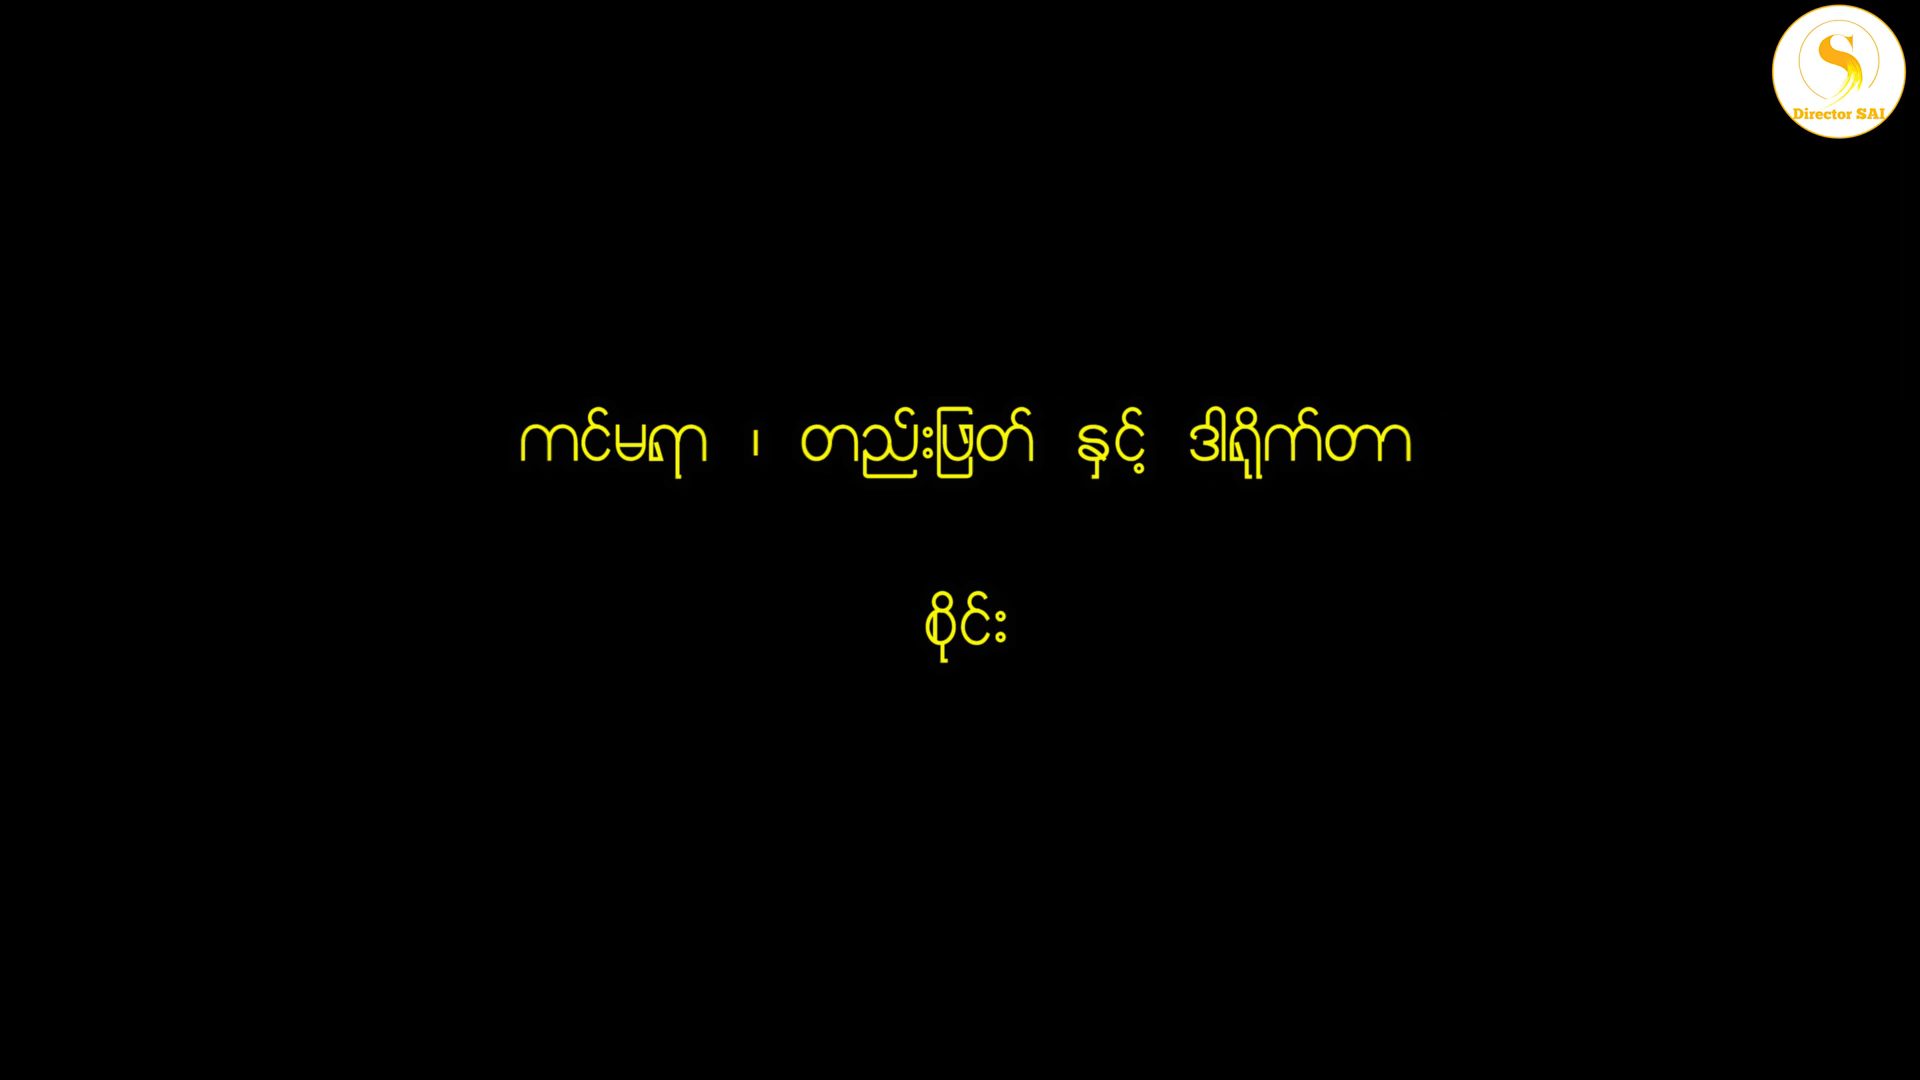 Director SAI
ကင်မရာ ၊ တည်းဖြတ် နှင့် ဒါရိုက်တာ
စိုင်း